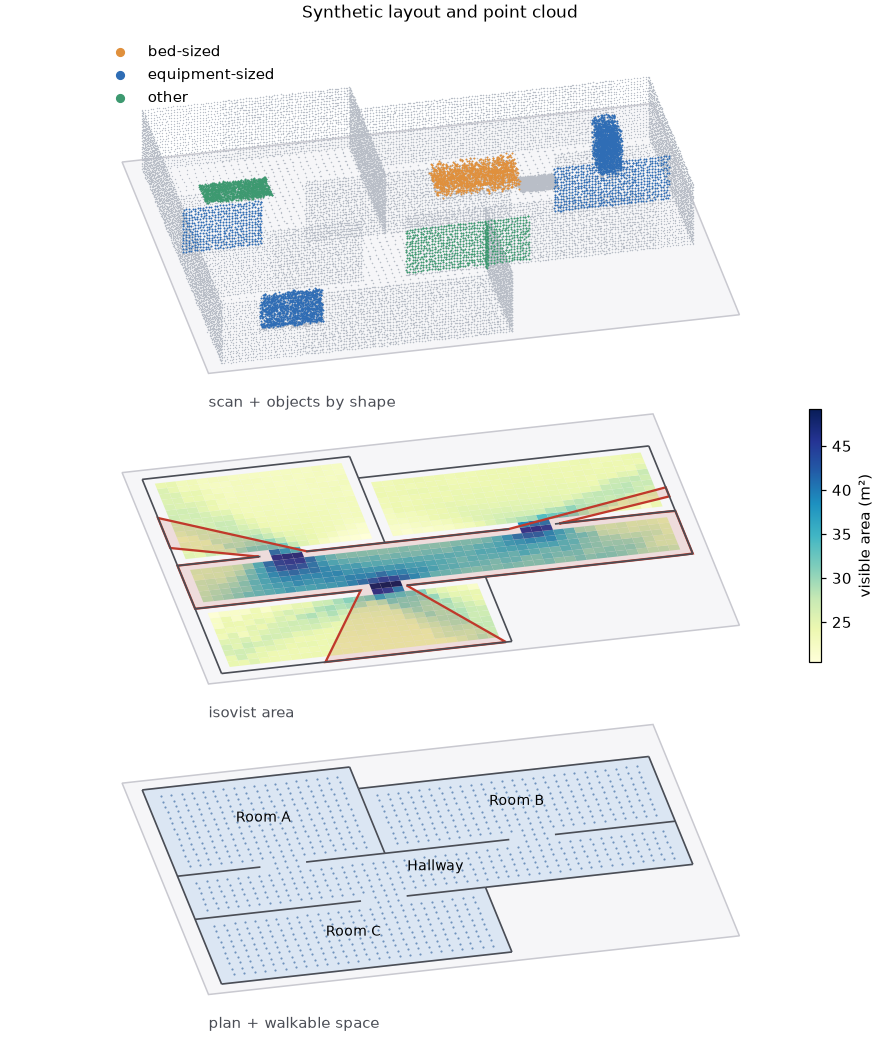 Synthetic layout and point cloud
bed-sized
equipment-sized
other
scan + objects by shape
45
40
35
30
25
visible area (m²)
isovist area
Room A
Room B
Hallway
Room C
plan + walkable space